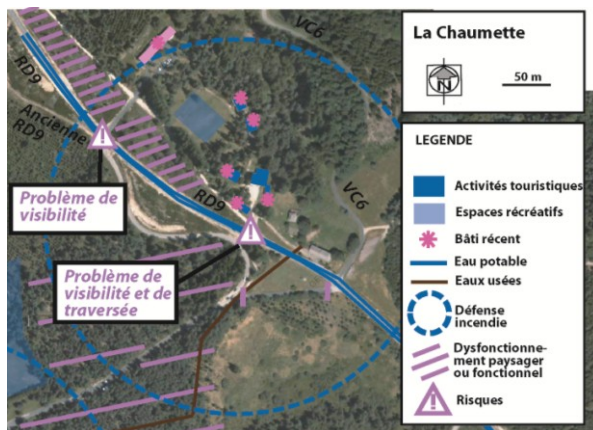 La Chaumette
N
50 m
LEGENDE
Activités touristiques
Espaces récréatifs
Bâti récent
Eau potable
Eaux usées
Défense
incendie
Dysfonctionne-
ment paysager
ou fonctionnel
Risques
VC6
RD9
Ancienne
RD9
Problème de
visibilité
RD9
VC6
Problème de
visibilité et de
traversée